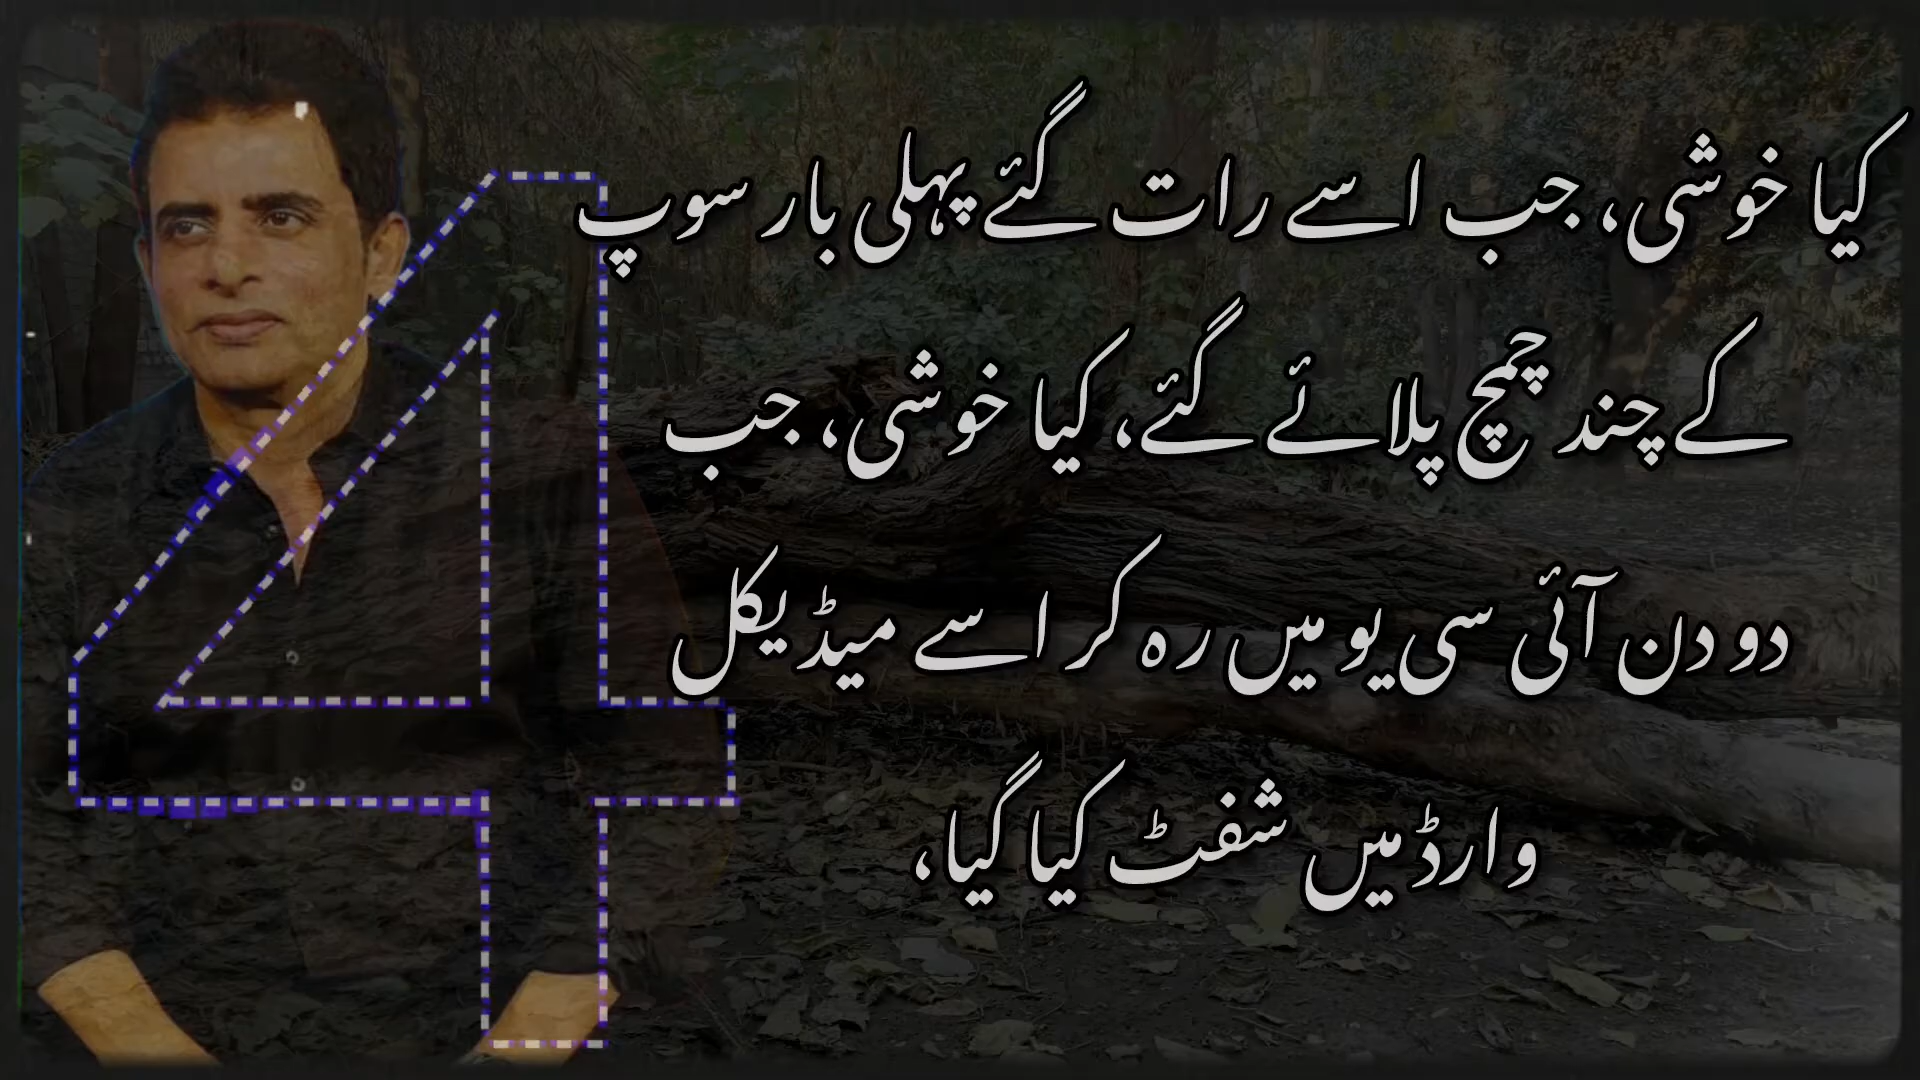 کیا خوشی، جب اسے رات گئے پہلی بار سوپ
کے چند چمچ پلائے گئے، کیا خوشی، جب
دو دن آئی سی یو میں رہ کر اسے میڈیکل
وارڈ میں شفٹ کیا گیا،
4